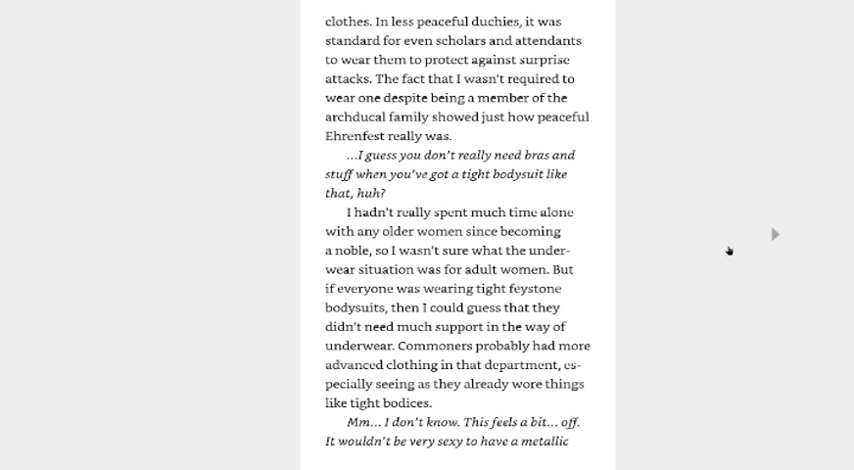 clothes. In less peaceful duchies, it was
standard for even scholars and attendants
to wear them to protect against surprise
attacks. The fact that I wasn't required to
wear one despite being a member of the
archducal family showed just how peaceful
Ehrenfest really was.
…I guess you don't really need bras and
stuff when you've got a tight bodysuit like
that, huh?
I hadn't really spent much time alone
with any older women since becoming
a noble, so I wasn't sure what the under-
wear situation was for adult women. But
if everyone was wearing tight feystone
bodysuits, then I could guess that they
didn't need much support in the way of
underwear. Commoners probably had more
advanced clothing in that department, es-
pecially seeing as they already wore things
like tight bodices.
Mm… I don't know. This feels a bit… off.
It wouldn't be very sexy to have a metallic